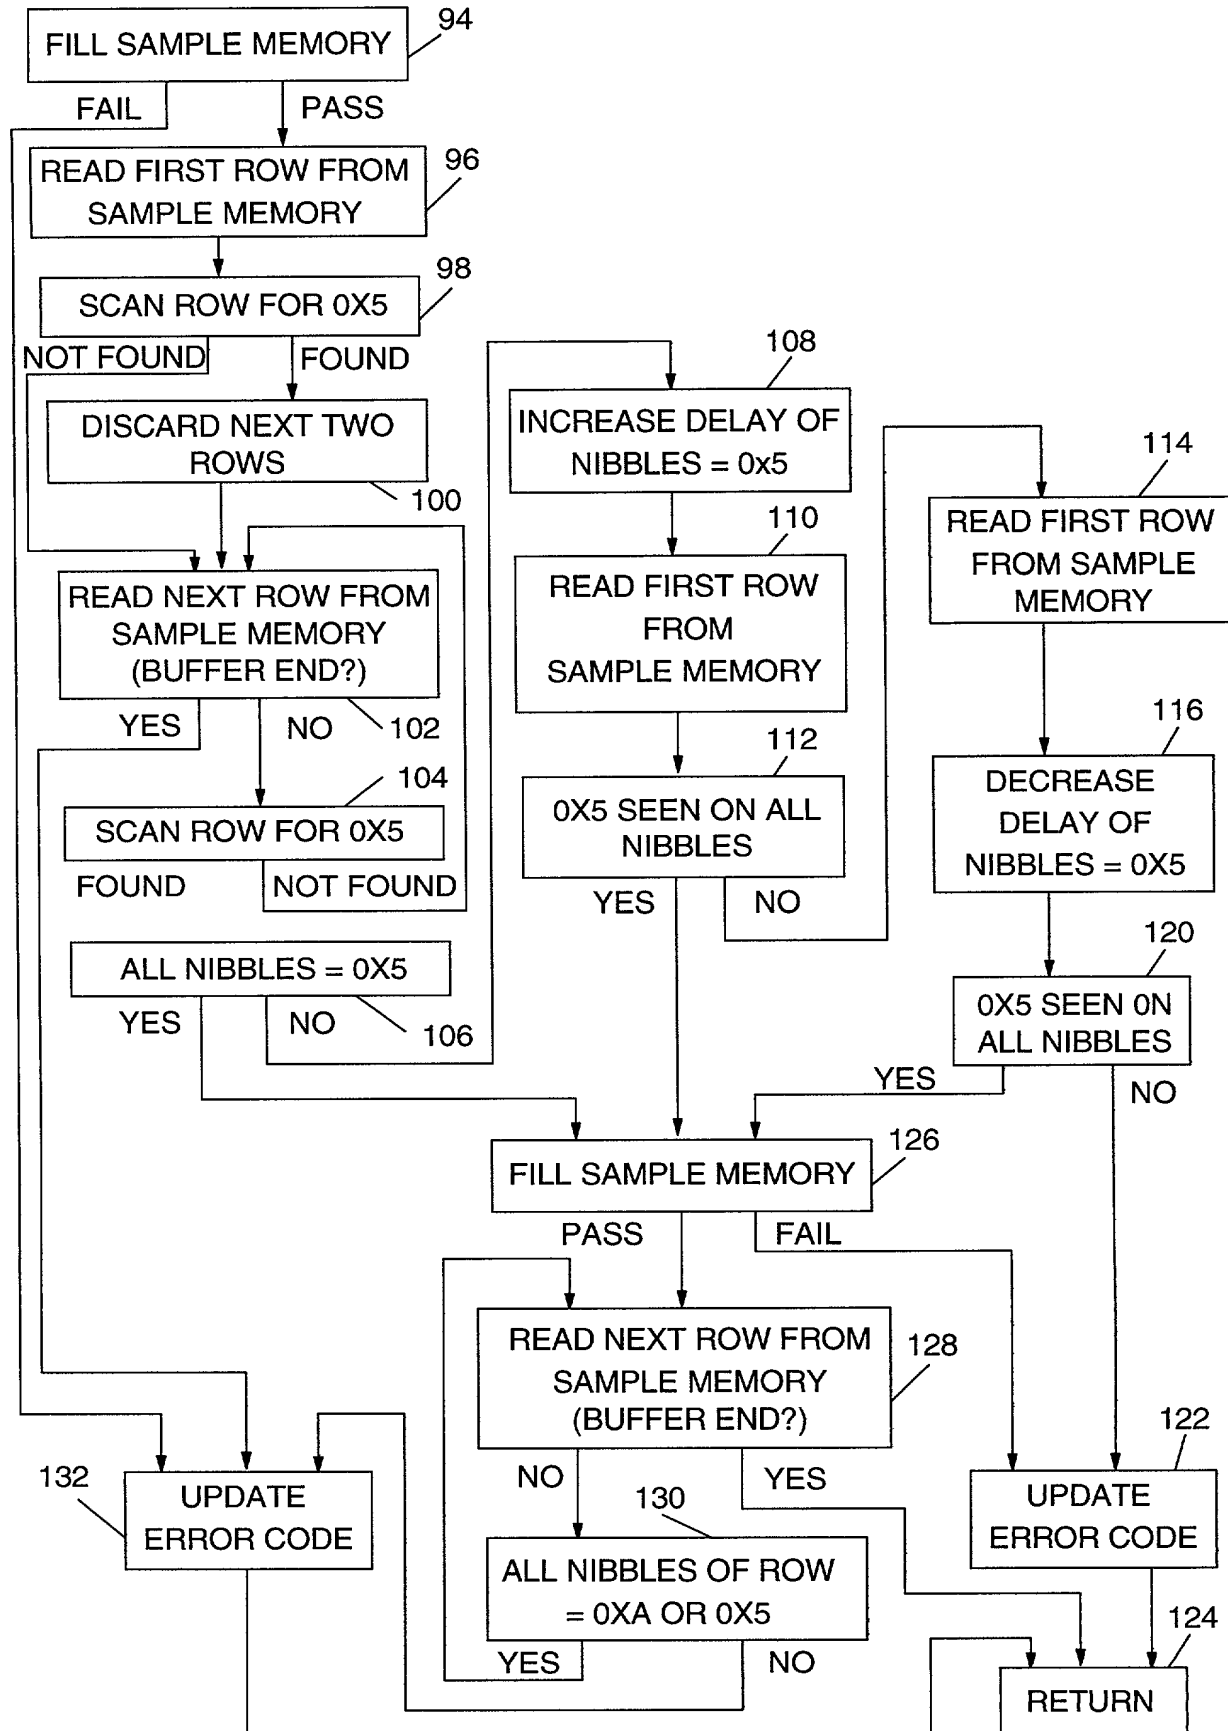 94
FILL SAMPLE MEMORY
FAIL
PASS
READ FIRST ROW FROM
SAMPLE MEMORY
96
98
SCAN ROW FOR 0X5
NOT FOUND
FOUND
DISCARD NEXT TWO
ROWS
100
READ NEXT ROW FROM
SAMPLE MEMORY
(BUFFER END?)
YES
NO
102
104
SCAN ROW FOR 0X5
FOUND
NOT FOUND
ALL NIBBLES = 0X5
YES
NO
106
108
INCREASE DELAY OF
NIBBLES = 0x5
110
READ FIRST ROW
FROM
SAMPLE MEMORY
112
0X5 SEEN ON ALL
NIBBLES
YES
NO
114
READ FIRST ROW
FROM SAMPLE
MEMORY
116
DECREASE
DELAY OF
NIBBLES = 0X5
120
0X5 SEEN 0N
ALL NIBBLES
YES
NO
126
FILL SAMPLE MEMORY
PASS
FAIL
READ NEXT ROW FROM
SAMPLE MEMORY
(BUFFER END?)
128
NO
YES
130
ALL NIBBLES OF ROW
= 0XA OR 0X5
YES
NO
132
UPDATE
ERROR CODE
122
UPDATE
ERROR CODE
124
RETURN